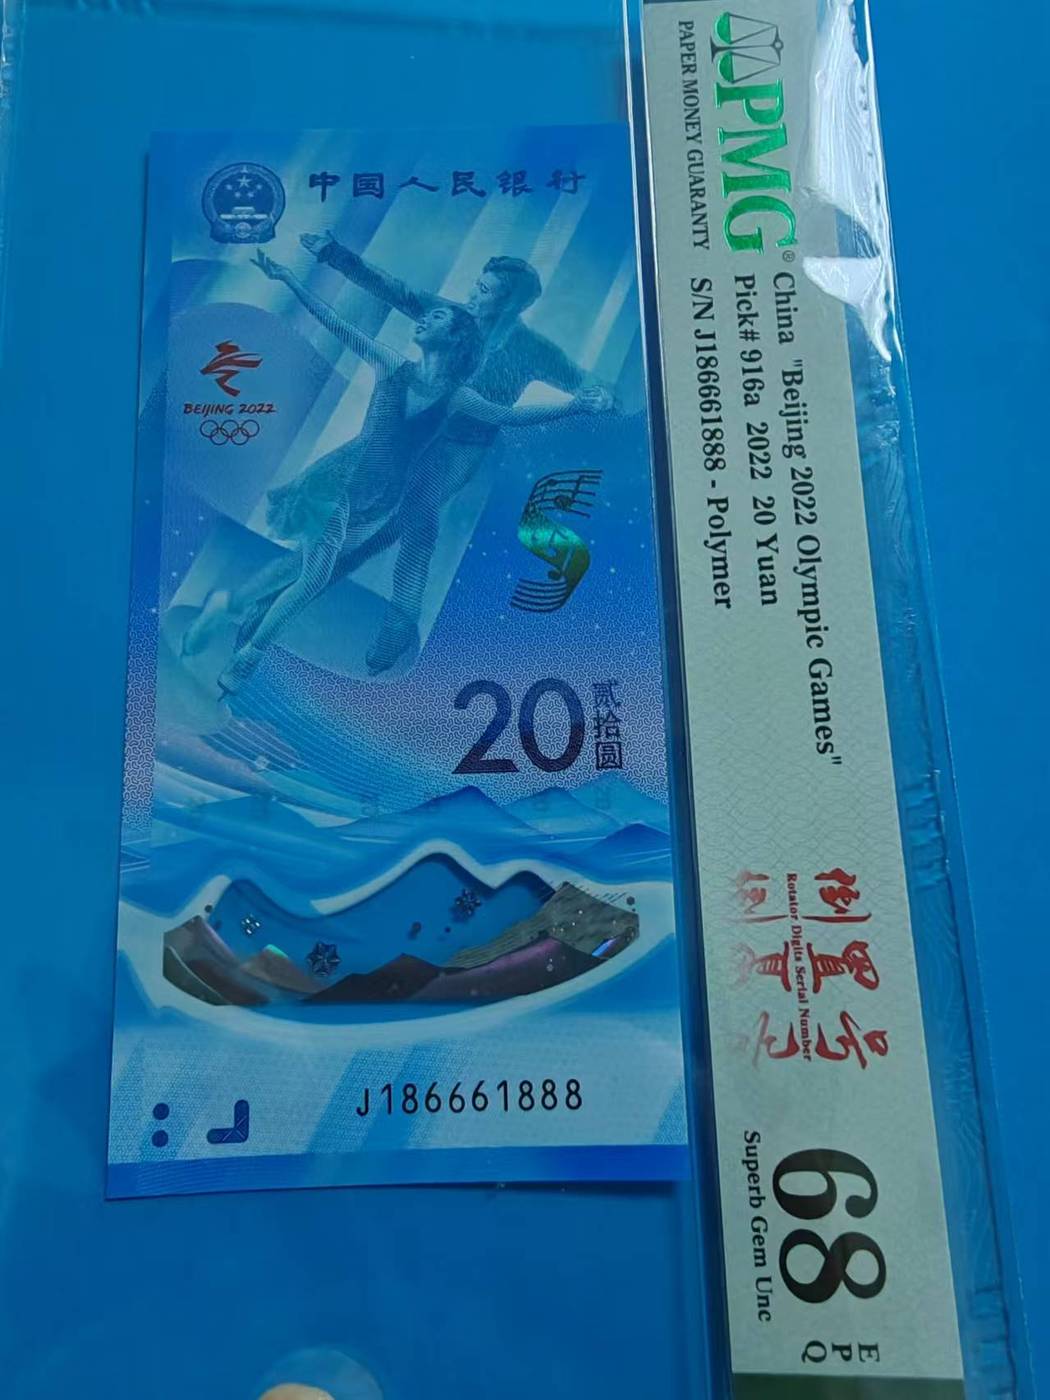 中国人民银行
BEIJING 2022
20
贰拾圆
J186661888
PMG®
PAPER MONEY GUARANTY
China "Beijing 2022 Olympic Games"
Pick# 916a 2022 20 Yuan
S/N J186661888 - Polymer
Rotator Digits Serial Number
68
EPQ
Superb Gem Unc